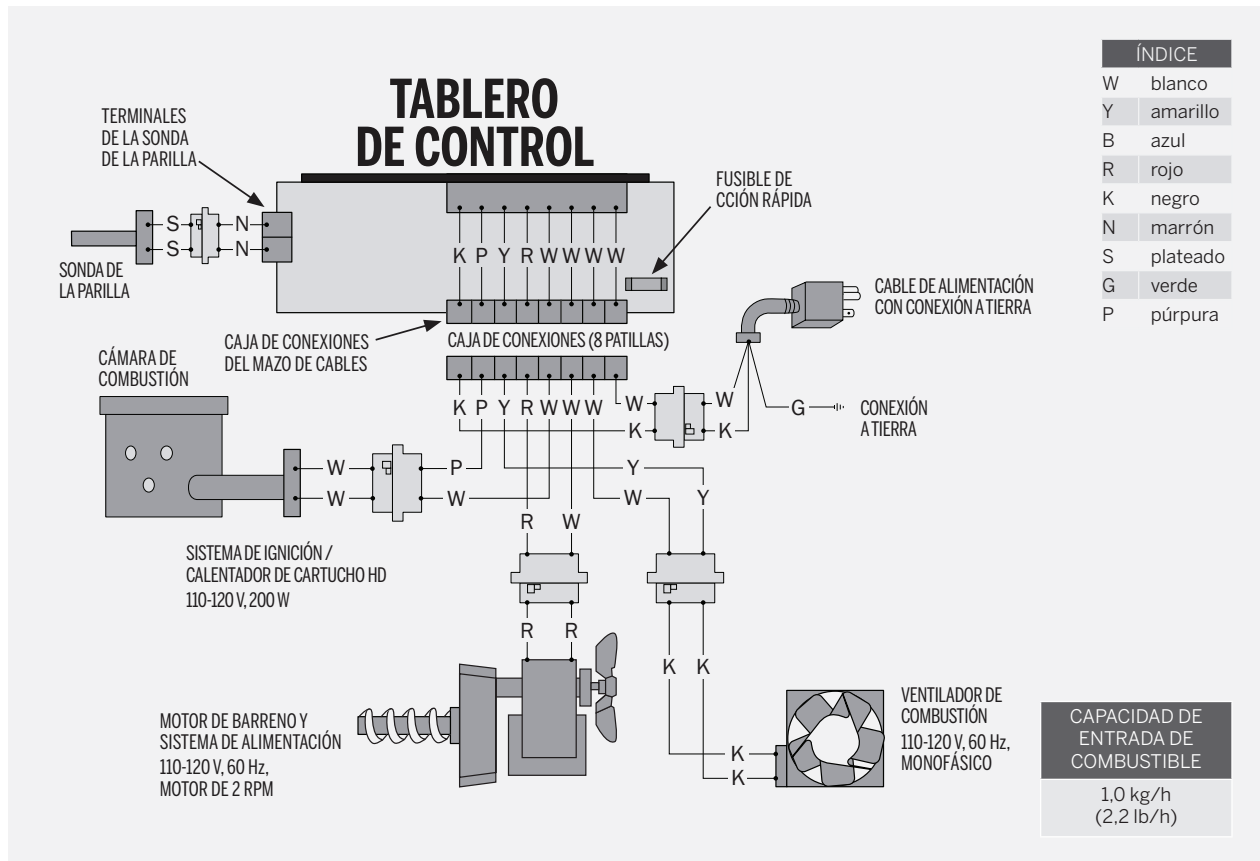 TABLERO
DE CONTROL
TERMINALES
DE LA SONDA
DE LA PARILLA
S N
S N
SONDA DE
LA PARILLA
K P Y R W W W W
FUSIBLE DE
CCIÓN RÁPIDA
CAJA DE CONEXIONES
DEL MAZO DE CABLES
CAJA DE CONEXIONES (8 PATILLAS)
CABLE DE ALIMENTACIÓN
CON CONEXIÓN A TIERRA
K P Y R W W W W W
K K
G
CONEXIÓN
A TIERRA
CÁMARA DE
COMBUSTIÓN
W P
W W
Y
W Y
R W
SISTEMA DE IGNICIÓN /
CALENTADOR DE CARTUCHO HD
110-120 V, 200 W
R R
K K
MOTOR DE BARRENO Y
SISTEMA DE ALIMENTACIÓN
110-120 V, 60 Hz,
MOTOR DE 2 RPM
K
K
VENTILADOR DE
COMBUSTIÓN
110-120 V, 60 Hz,
MONOFÁSICO
ÍNDICE
W blanco
Y amarillo
B azul
R rojo
K negro
N marrón
S plateado
G verde
P púrpura
CAPACIDAD DE
ENTRADA DE
COMBUSTIBLE
1,0 kg/h
(2,2 lb/h)